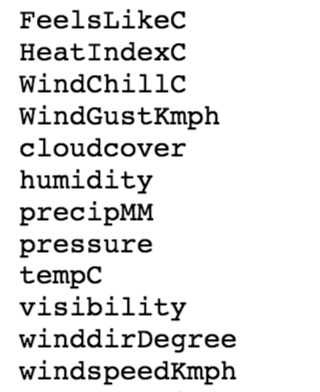 FeelsLikeC
HeatIndexC
WindChillC
WindGustKmph
cloudcover
humidity
precipMM
pressure
tempC
visibility
winddirDegree
windspeedKmph